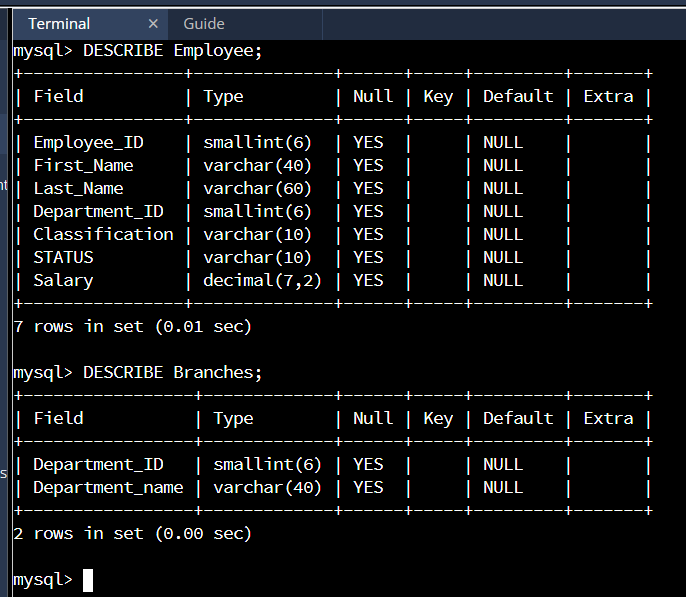 Terminal × Guide
mysql> DESCRIBE Employee;
+----------------+--------------+------+-----+---------+-------+
| Field          | Type         | Null | Key | Default | Extra |
+----------------+--------------+------+-----+---------+-------+
| Employee_ID    | smallint(6)  | YES  |     | NULL    |       |
| First_Name     | varchar(40)  | YES  |     | NULL    |       |
| Last_Name      | varchar(60)  | YES  |     | NULL    |       |
| Department_ID  | smallint(6)  | YES  |     | NULL    |       |
| Classification | varchar(10)  | YES  |     | NULL    |       |
| STATUS         | varchar(10)  | YES  |     | NULL    |       |
| Salary         | decimal(7,2) | YES  |     | NULL    |       |
+----------------+--------------+------+-----+---------+-------+
7 rows in set (0.01 sec)
mysql> DESCRIBE Branches;
+-----------------+-------------+------+-----+---------+-------+
| Field           | Type        | Null | Key | Default | Extra |
+-----------------+-------------+------+-----+---------+-------+
| Department_ID   | smallint(6) | YES  |     | NULL    |       |
| Department_name | varchar(40) | YES  |     | NULL    |       |
+-----------------+-------------+------+-----+---------+-------+
2 rows in set (0.00 sec)
mysql>